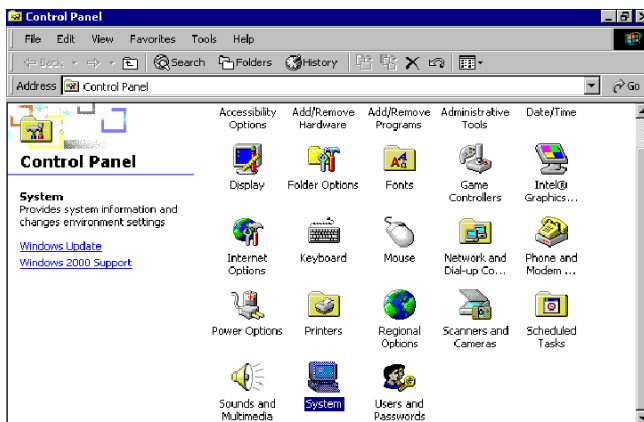 Control Panel
File Edit View Favorites Tools Help
Back Search Folders History
Address Control Panel Go
Accessibility Options Add/Remove Hardware Add/Remove Programs Administrative Tools Date/Time
Control Panel
System
Provides system information and
changes environment settings
Windows Update
Windows 2000 Support
Display Folder Options Fonts Game Controllers Intel® Graphics...
Internet Options Keyboard Mouse Network and Dial-up Co... Phone and Modem ...
Power Options Printers Regional Options Scanners and Cameras Scheduled Tasks
Sounds and Multimedia System Users and Passwords